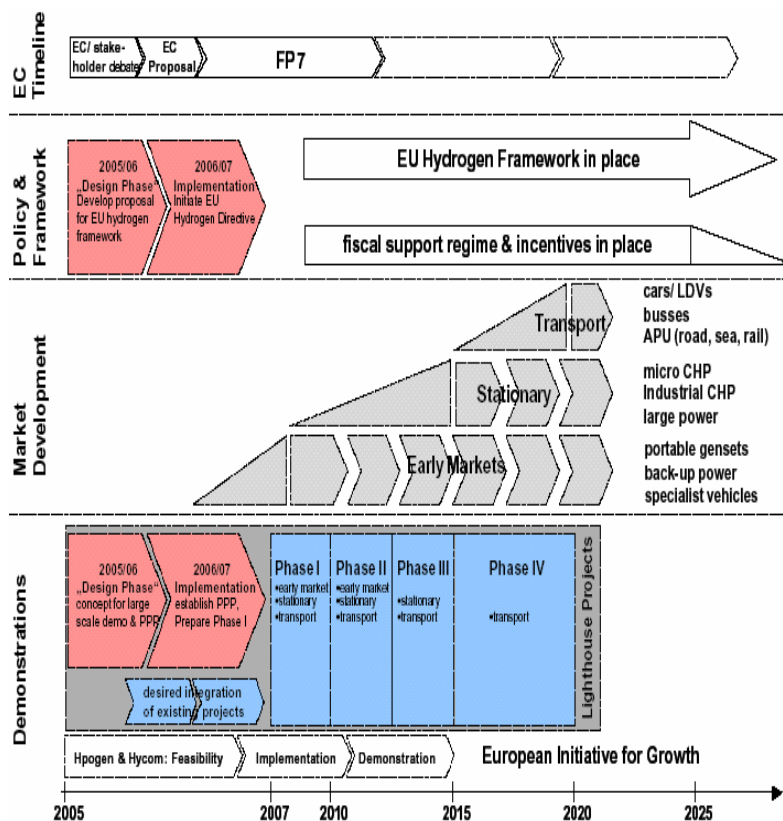 EC Timeline
EC/ stake-
holder debate
EC
Proposal
FP7
Policy &
Framework
2005/06
„Design Phase“
Develop proposal
for EU hydrogen
framework
2006/07
Implementation
Initiate EU
Hydrogen Directive
EU Hydrogen Framework in place
fiscal support regime & incentives in place
Market
Development
Transport
cars/ LDVs
busses
APU (road, sea, rail)
Stationary
micro CHP
Industrial CHP
large power
Early Markets
portable gensets
back-up power
specialist vehicles
Demonstrations
2005/06
„Design Phase“
concept for large
scale demo & PPP
2006/07
Implementation
establish PPP,
Prepare Phase I
desired integration
of existing projects
Phase I
▪early market
▪stationary
▪transport
Phase II
▪early market
▪stationary
▪transport
Phase III
▪stationary
▪transport
Phase IV
▪transport
Lighthouse Projects
Hpogen & Hycom: Feasibility
Implementation
Demonstration
European Initiative for Growth
2005
2007
2010
2015
2020
2025